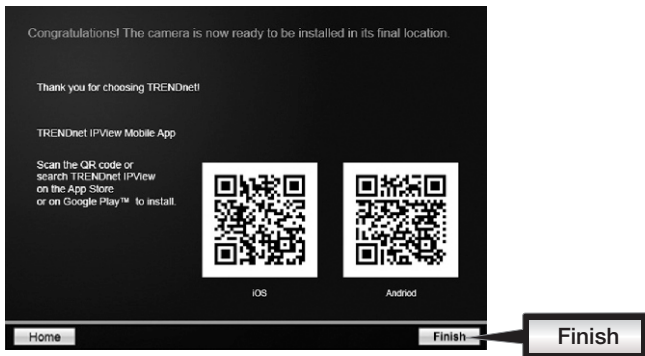 Congratulations! The camera is now ready to be installed in its final location.
Thank you for choosing TRENDnet!
TRENDnet IPView Mobile App
Scan the QR code or
search TRENDnet IPView
on the App Store
or on Google Play™ to install.
iOS
Andriod
Home
Finish
Finish